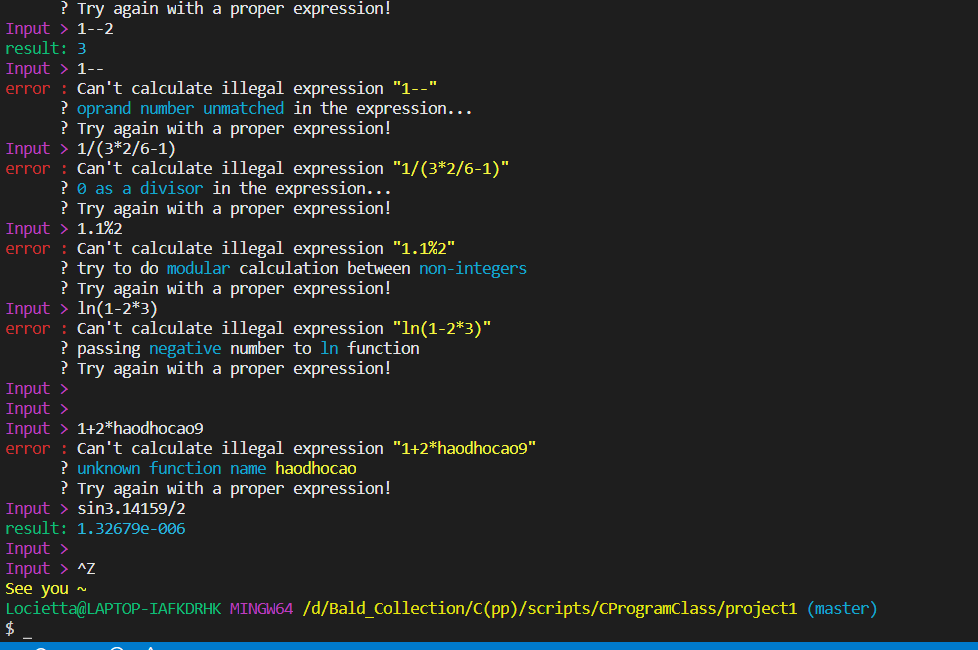 ? Try again with a proper expression!
Input > 1--2
result: 3
Input > 1--
error : Can't calculate illegal expression "1--"
? oprand number unmatched in the expression...
? Try again with a proper expression!
Input > 1/(3*2/6-1)
error : Can't calculate illegal expression "1/(3*2/6-1)"
? 0 as a divisor in the expression...
? Try again with a proper expression!
Input > 1.1%2
error : Can't calculate illegal expression "1.1%2"
? try to do modular calculation between non-integers
? Try again with a proper expression!
Input > ln(1-2*3)
error : Can't calculate illegal expression "ln(1-2*3)"
? passing negative number to ln function
? Try again with a proper expression!
Input >
Input >
Input > 1+2*haodhocao9
error : Can't calculate illegal expression "1+2*haodhocao9"
? unknown function name haodhocao
? Try again with a proper expression!
Input > sin3.14159/2
result: 1.32679e-006
Input >
Input > ^Z
See you ~
Locietta@LAPTOP-IAFKDRHK MINGW64 /d/Bald_Collection/C(pp)/scripts/CProgramClass/project1 (master)
$ _